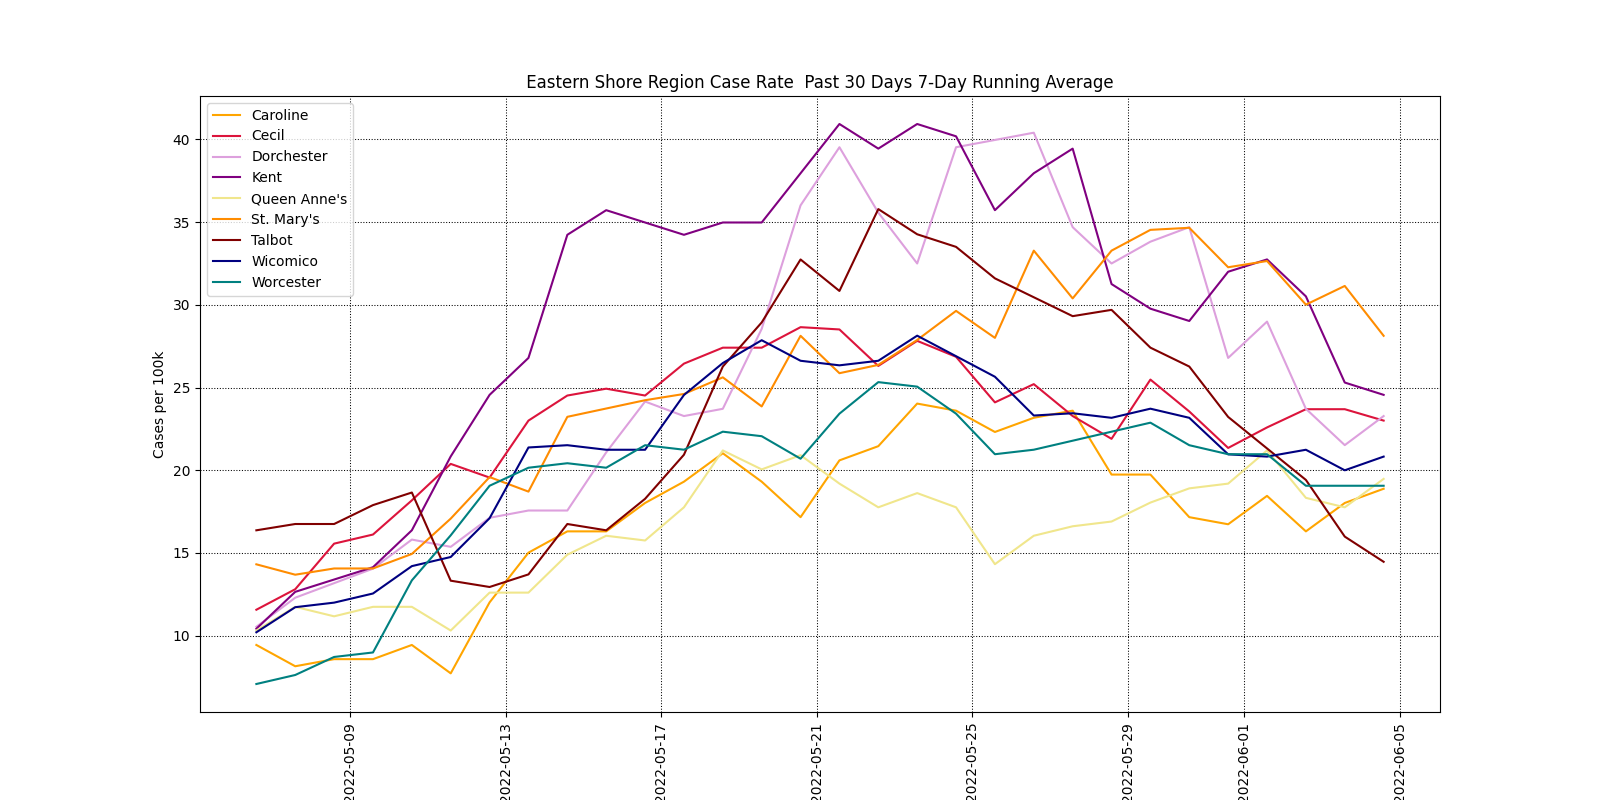 Eastern Shore Region Case Rate  Past 30 Days 7-Day Running Average
Caroline
Cecil
Dorchester
Kent
Queen Anne's
St. Mary's
Talbot
Wicomico
Worcester
Cases per 100k
40
35
30
25
20
15
10
2022-05-09
2022-05-13
2022-05-17
2022-05-21
2022-05-25
2022-05-29
2022-06-01
2022-06-05